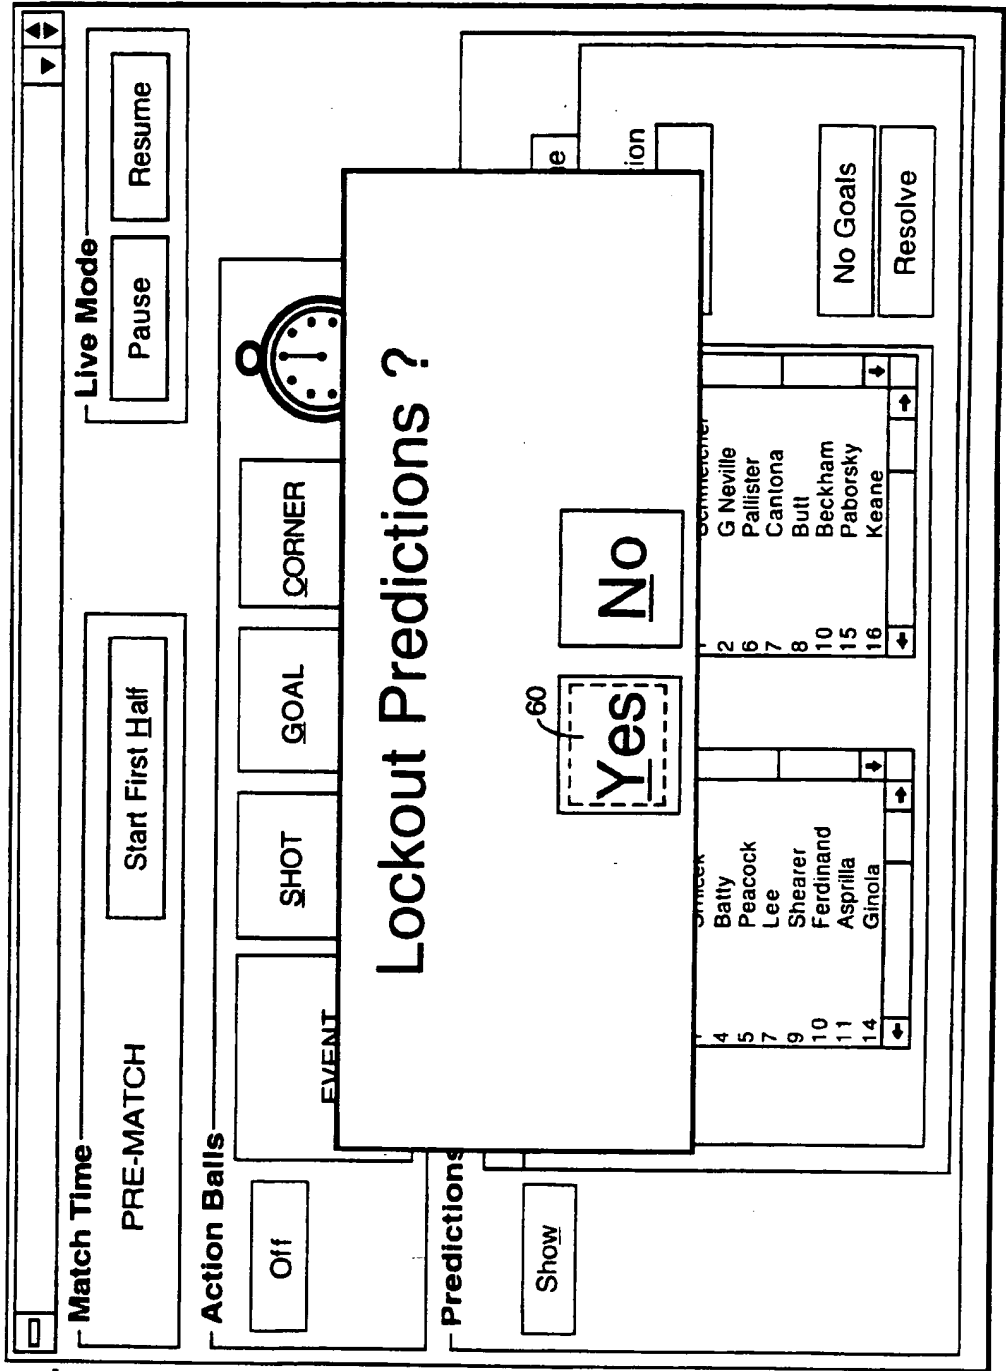 Match Time
PRE-MATCH
Start First Half
Live Mode
Pause
Resume
Action Balls
Off
EVENT
SHOT
GOAL
CORNER
Lockout Predictions ?
60
Yes
No
Predictions
Show
4 Batty
5 Peacock
7 Lee
9 Shearer
10 Ferdinand
11 Asprilla
14 Ginola
2 G Neville
6 Pallister
7 Cantona
8 Butt
10 Beckham
15 Paborsky
16 Keane
No Goals
Resolve